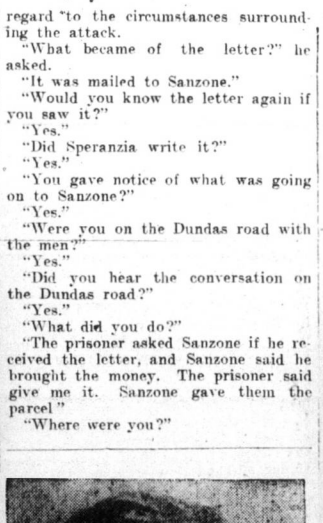 regard "to the circumstances surround-
ing the attack.
"What became of the letter?" he
asked.
"It was mailed to Sanzone."
"Would you know the letter again if
you saw it?"
"Yes."
"Did Speranzia write it?"
"Yes."
"You gave notice of what was going
on to Sanzone?"
"Yes."
"Were you on the Dundas road with
the men?"
"Yes."
"Did you hear the conversation on
the Dundas road?"
"Yes."
"What did you do?"
"The prisoner asked Sanzone if he re-
ceived the letter, and Sanzone said he
brought the money. The prisoner said
give me it. Sanzone gave them the
parcel"
"Where were you?"